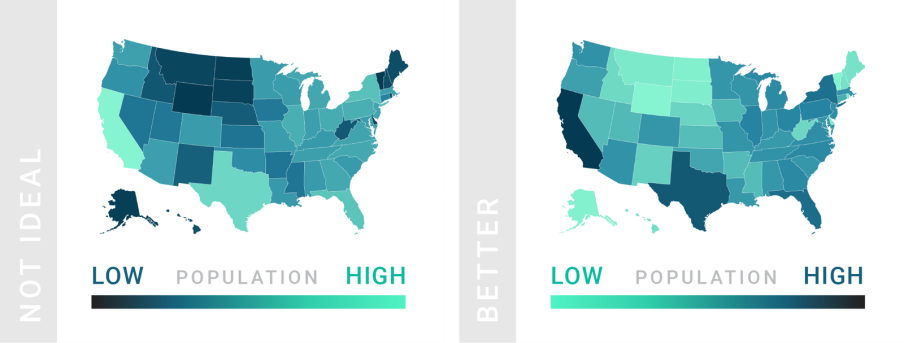 NOT IDEAL
LOW POPULATION HIGH
BETTER
LOW POPULATION HIGH